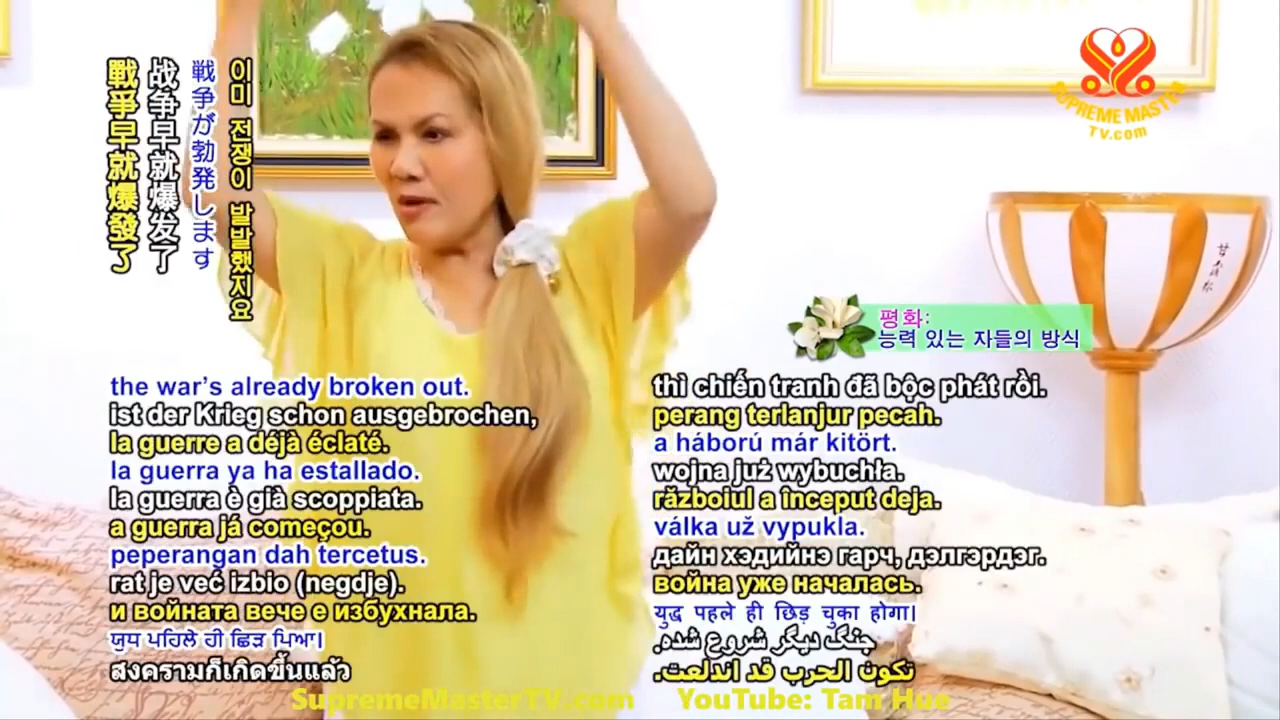 戰爭早就爆發了
战争早就爆发了
戦争が勃発します
이미 전쟁이 발발했지요
SUPREME MASTER
TV.com
평화:
능력 있는 자들의 방식
the war's already broken out.
ist der Krieg schon ausgebrochen,
la guerre a déjà éclaté.
la guerra ya ha estallado.
la guerra è già scoppiata.
a guerra já começou.
peperangan dah tercetus.
rat je već izbio (negdje).
и войната вече е избухнала.
ਯੁਧ ਪਹਿਲੇ ਹੀ ਛਿੜ ਪਿਆ।
สงครามก็เกิดขึ้นแล้ว
thì chiến tranh đã bộc phát rồi.
perang terlanjur pecah.
a háború már kitört.
wojna już wybuchła.
războiul a început deja.
válka už vypukla.
дайн хэдийнэ гарч, дэлгэрдэг.
война уже началась.
युद्ध पहले ही छिड़ चुका होगा।
جنگ دیگر شروع شده.
تكون الحرب قد اندلعت.
SupremeMasterTV.com
YouTube: Tam Hue